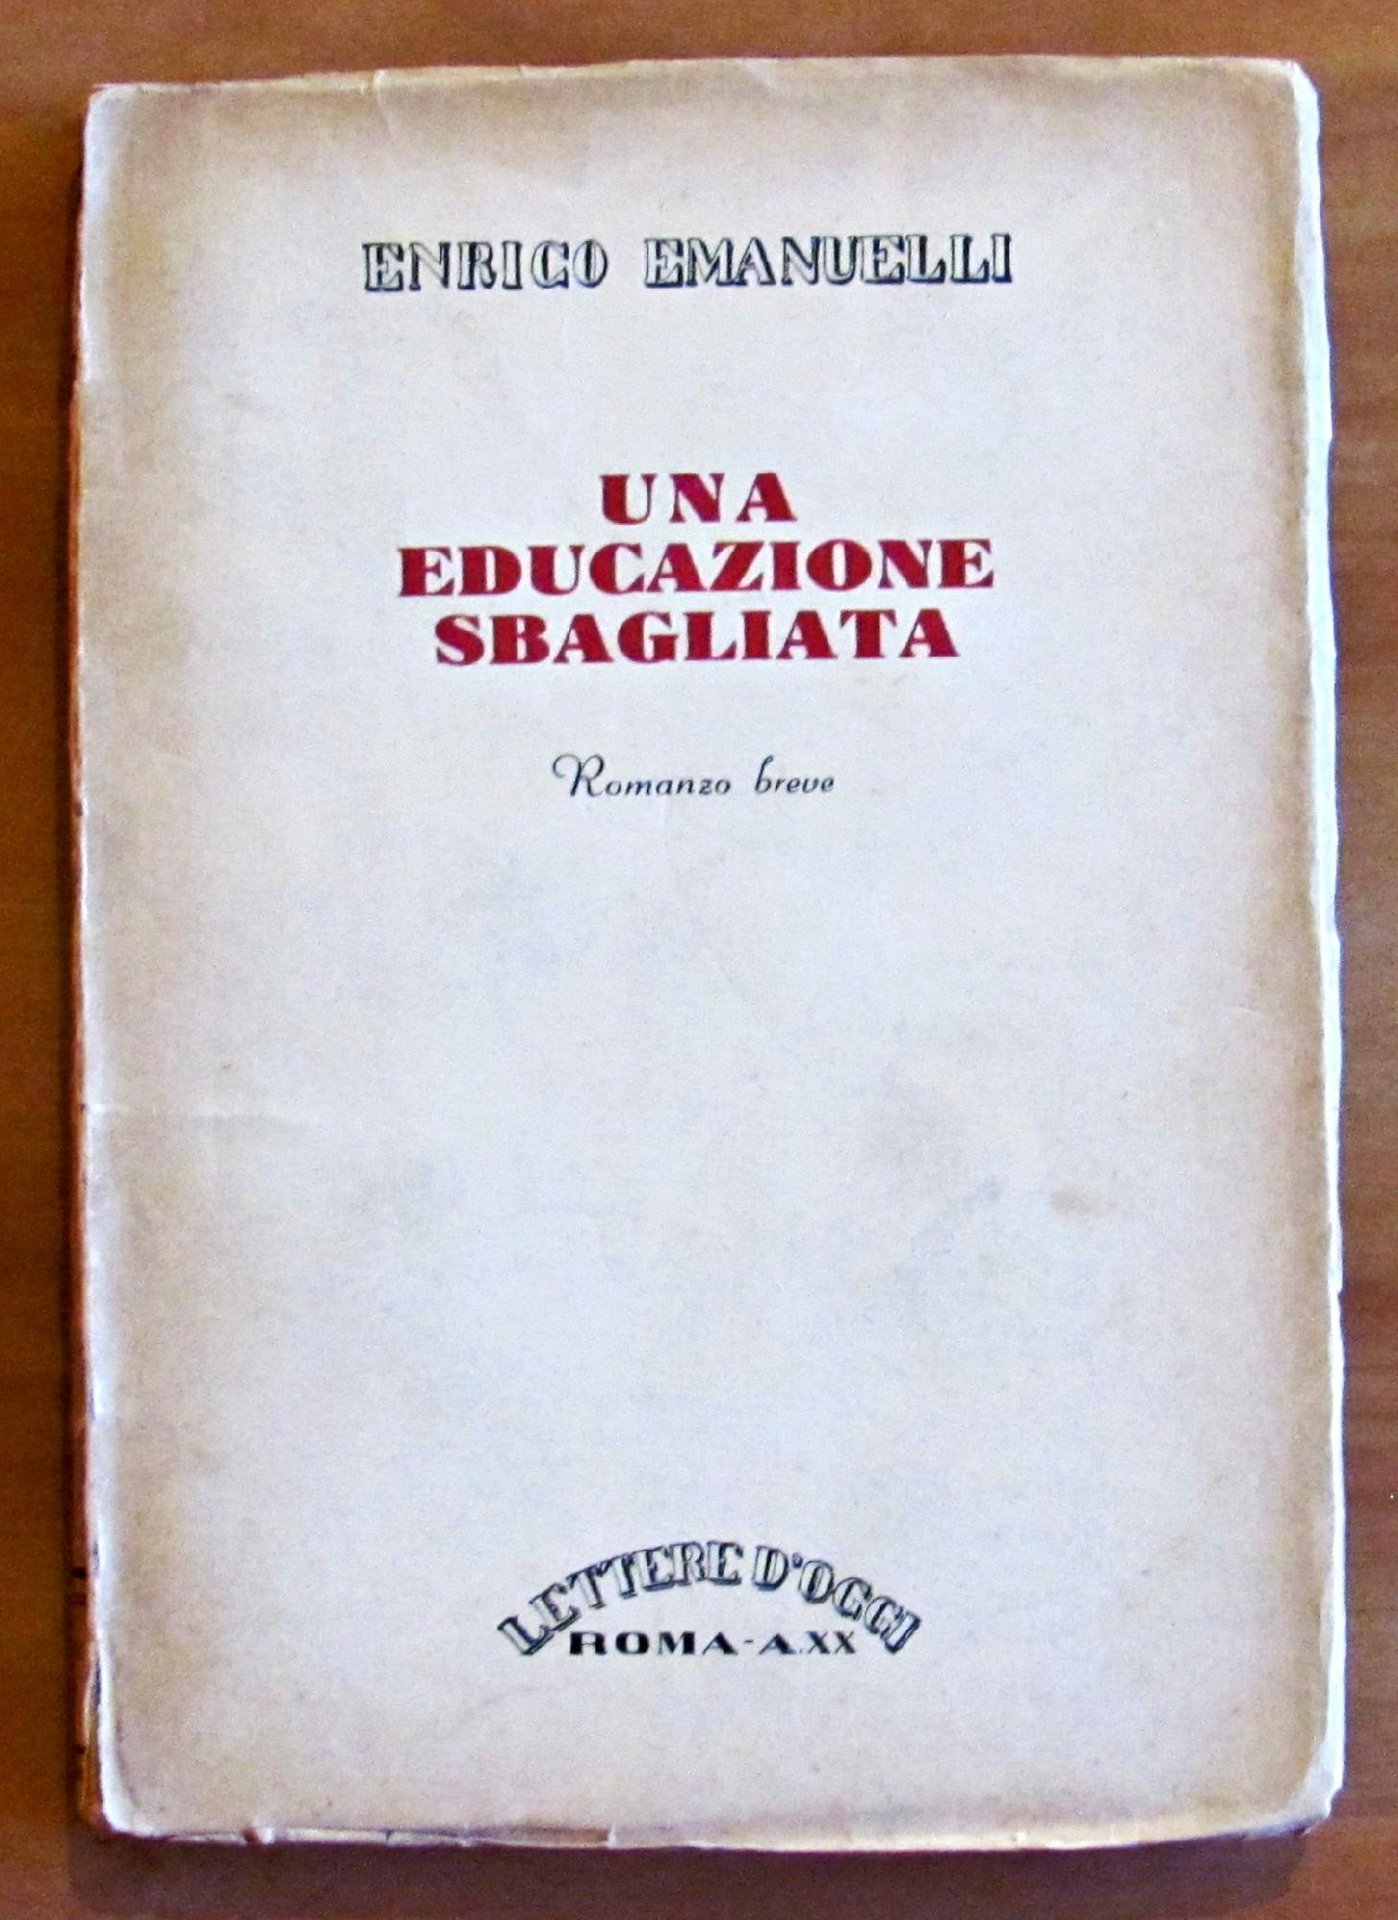 ENRICO EMANUELLI
UNA
EDUCAZIONE
SBAGLIATA
Romanzo breve
LETTERE D'OGGI
ROMA - A. XX